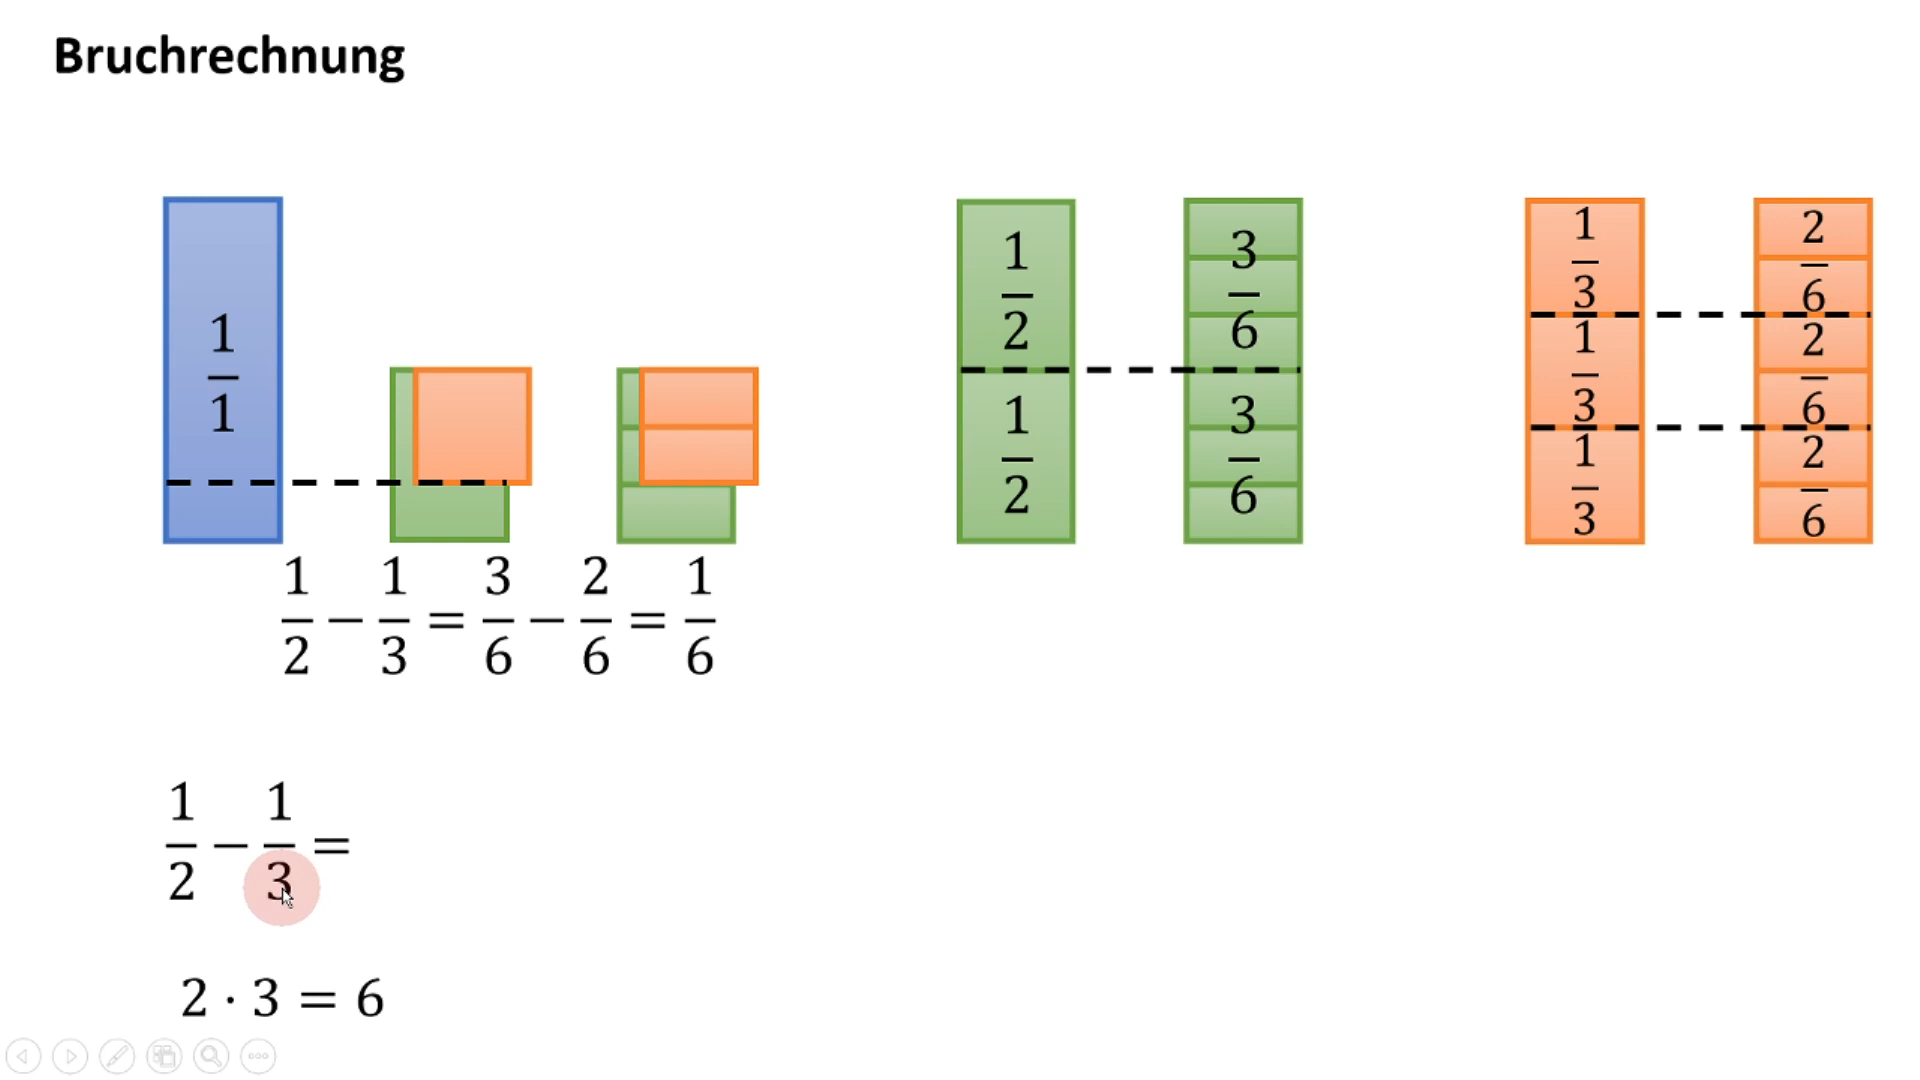 Bruchrechnung
1/1
1/2 − 1/3 = 3/6 − 2/6 = 1/6
1/2
1/2
3/6
3/6
1/3
1/3
1/3
2/6
2/6
2/6
1/2 − 1/3 =
2 · 3 = 6